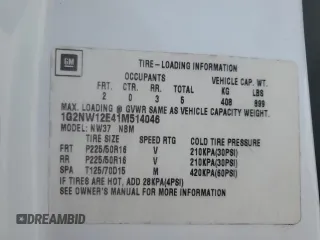 GM
TIRE-LOADING INFORMATION
OCCUPANTS VEHICLE CAP. WT.
FRT. CTR. RR. TOTAL KG LBS
2 0 3 5 408 899
MAX. LOADING @ GVWR SAME AS VEHICLE CAPACITY WEIGHT.
1G2NW12E41M514046
MODEL: NW37 NBM
TIRE SIZE SPEED RTG COLD TIRE PRESSURE
FRT P225/50R16 V 210KPA(30PSI)
RR P225/50R16 V 210KPA(30PSI)
SPA T125/70D15 M 420KPA(60PSI)
IF TIRES ARE HOT, ADD 28KPA(4PSI)
SEE OWNER'S MANUAL FOR MORE INFORMATION
DREAMBID